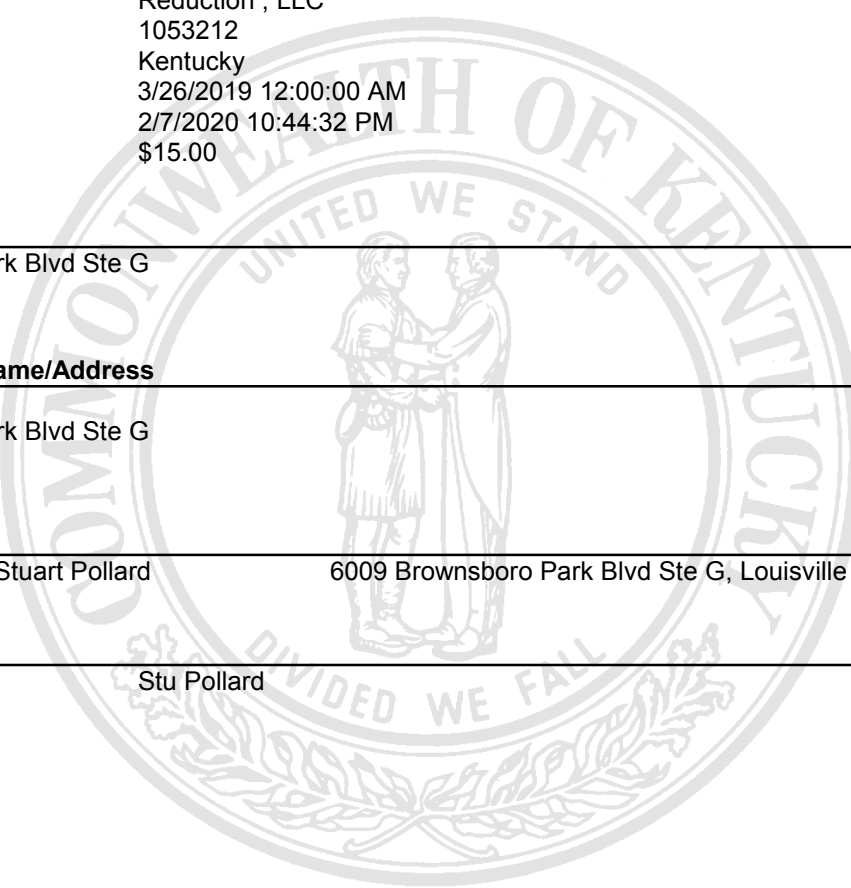 Reduction , LLC
1053212
Kentucky
3/26/2019 12:00:00 AM
2/7/2020 10:44:32 PM
$15.00
COMMONWEALTH OF KENTUCKY
UNITED WE STAND
rk Blvd Ste G
ame/Address
rk Blvd Ste G
Stuart Pollard 6009 Brownsboro Park Blvd Ste G, Louisville
Stu Pollard
DIVIDED WE FALL